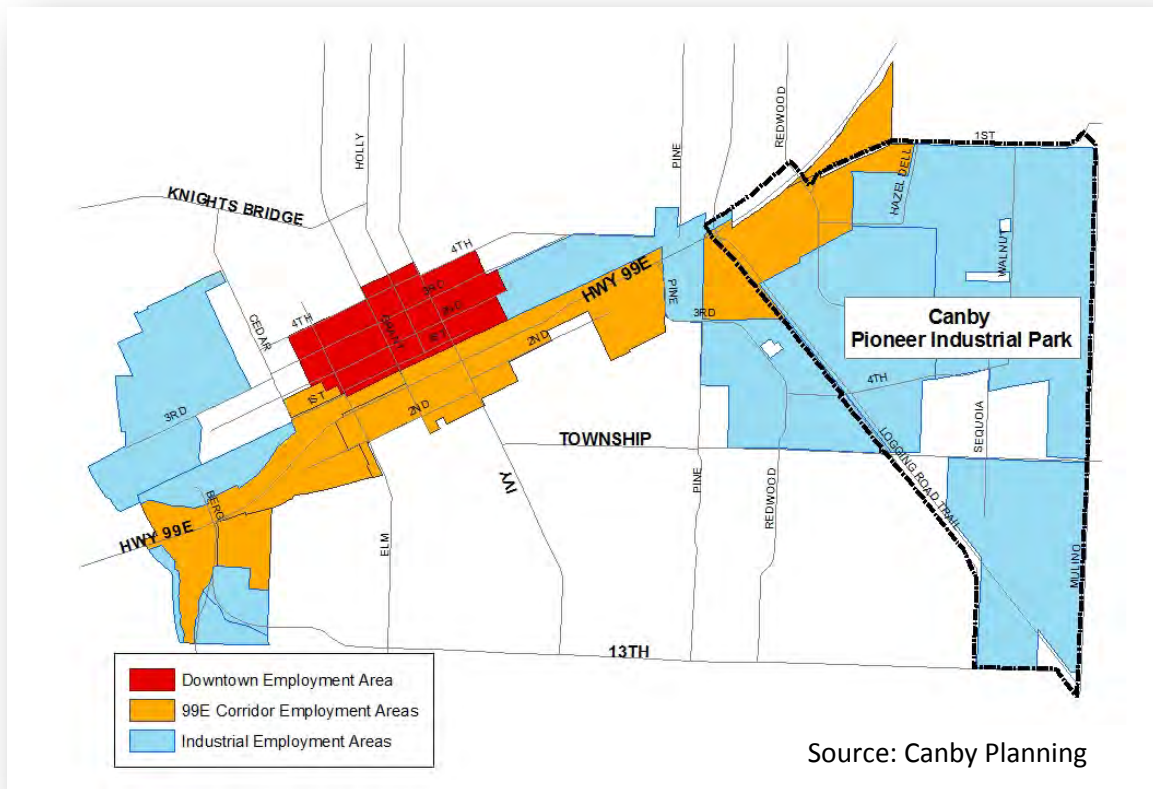 HOLLY
REDWOOD
PINE
1ST
KNIGHTS BRIDGE
HAZEL DELL
4TH
HWY 99E
WALNUT
3RD
2ND
1ST
GRANT
PINE
4TH
CEDAR
3RD
2ND
Canby
Pioneer Industrial Park
4TH
1ST
2ND
3RD
SEQUOIA
TOWNSHIP
LOGGING ROAD TRAIL
IVY
PINE
REDWOOD
BERG
HWY 99E
ELM
MULINO
13TH
Downtown Employment Area
99E Corridor Employment Areas
Industrial Employment Areas
Source: Canby Planning